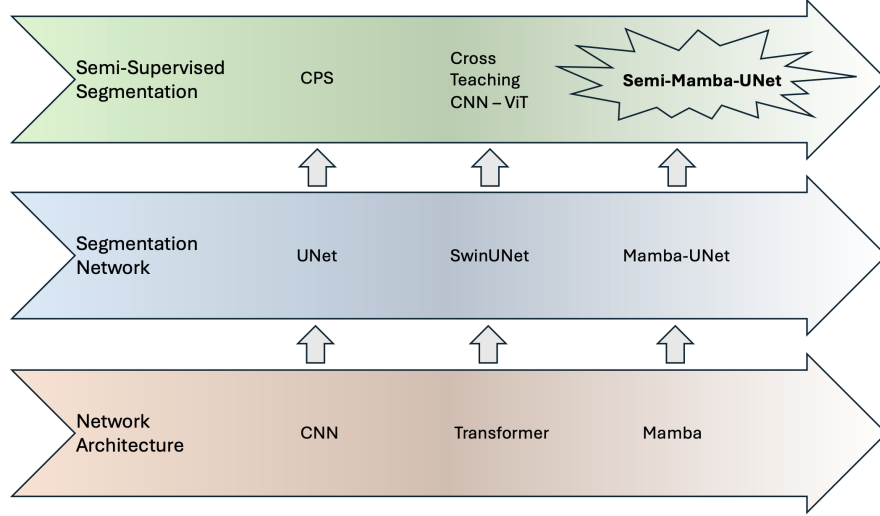 Semi-Supervised
Segmentation
CPS
Cross
Teaching
CNN – ViT
Semi-Mamba-UNet
Segmentation
Network
UNet
SwinUNet
Mamba-UNet
Network
Architecture
CNN
Transformer
Mamba